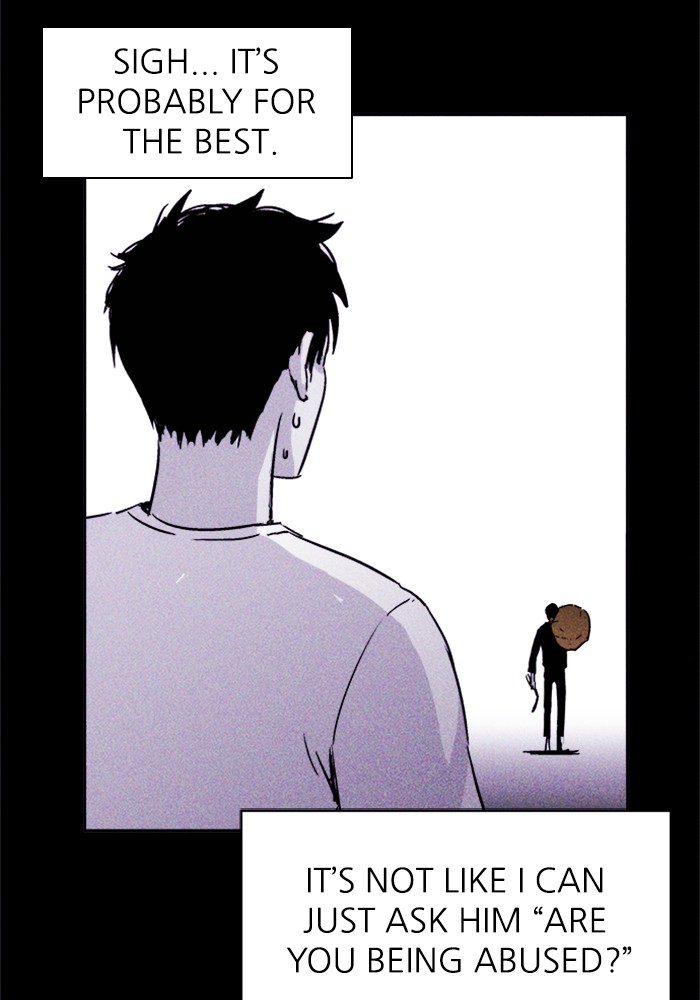 SIGH... IT'S
PROBABLY FOR
THE BEST.
IT'S NOT LIKE I CAN
JUST ASK HIM “ARE
YOU BEING ABUSED?”